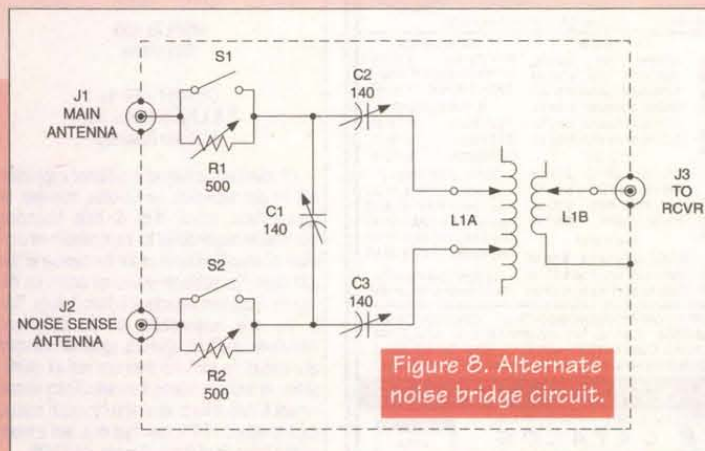 S1
J1
MAIN
ANTENNA
R1
500
C2
140
C1
140
L1A
L1B
J3
TO
RCVR
S2
J2
NOISE SENSE
ANTENNA
R2
500
C3
140
Figure 8. Alternate
noise bridge circuit.